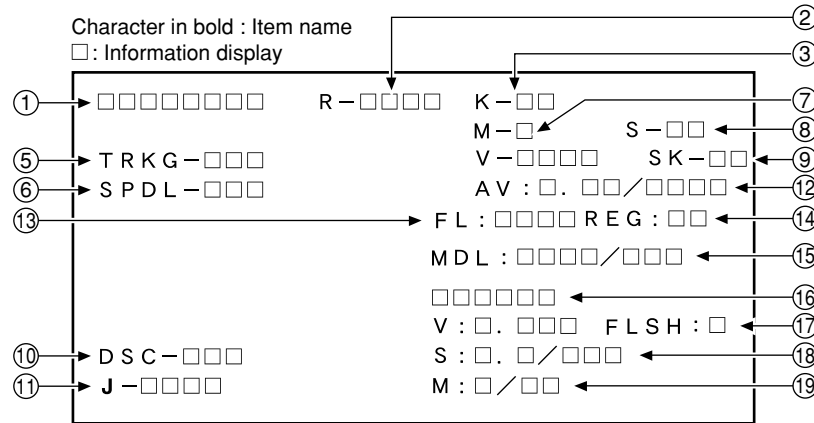 Character in bold : Item name ②
□ : Information display ③
① □□□□□□□□ R－□□□□ K－□□ ⑦
M－□ S－□□ ⑧
⑤ TRKG－□□□ V－□□□□ SK－□□ ⑨
⑥ SPDL－□□□ AV : □. □□／□□□□ ⑫
⑬ FL : □□□□ REG : □□ ⑭
MDL : □□□□／□□□ ⑮
□□□□□□ ⑯
V : □. □□□ FLSH : □ ⑰
⑩ DSC－□□□ S : □. □／□□□ ⑱
⑪ J－□□□□ M : □／□□ ⑲